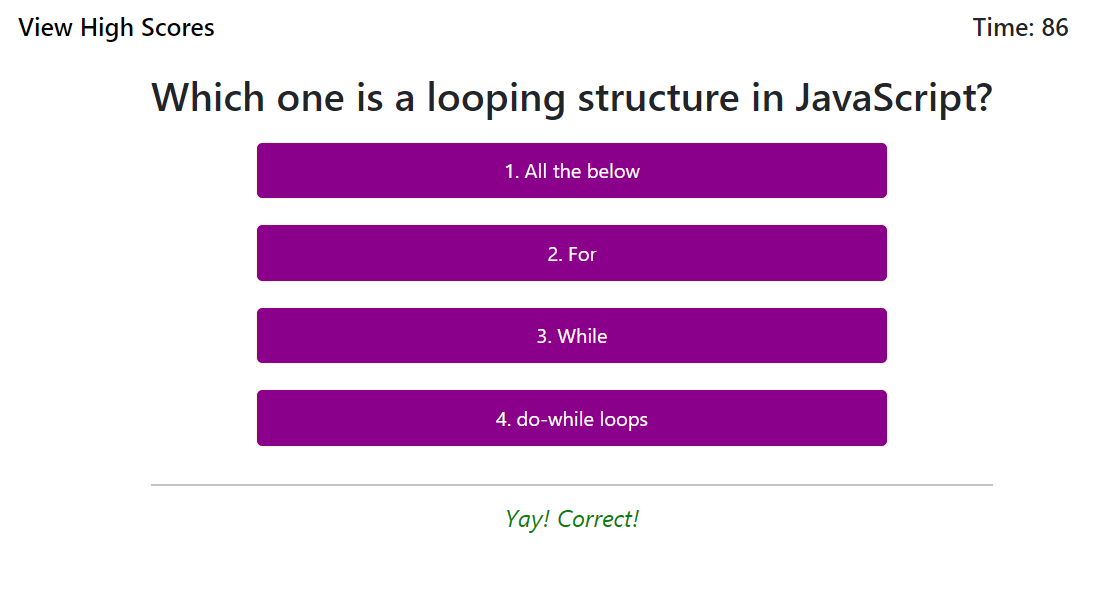 View High Scores
Time: 86
Which one is a looping structure in JavaScript?
1. All the below
2. For
3. While
4. do-while loops
Yay! Correct!